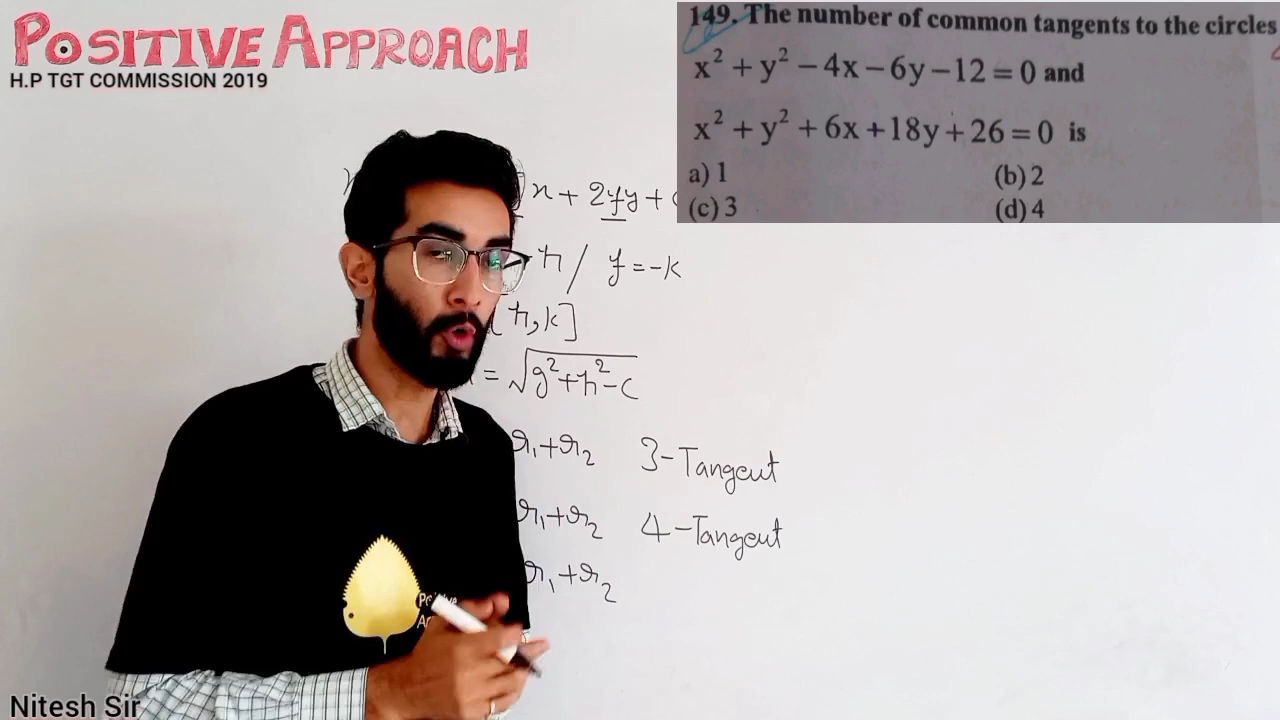 POSITIVE APPROACH
H.P TGT COMMISSION 2019
149. The number of common tangents to the circles
x² + y² − 4x − 6y − 12 = 0 and
x² + y² + 6x + 18y + 26 = 0 is
a) 1 (b) 2
(c) 3 (d) 4
x + 2fy +
h / y = -k
h, k]
= √g²+h²-c
r₁+r₂ 3-Tangent
r₁+r₂ 4-Tangent
r₁+r₂
Nitesh Sir